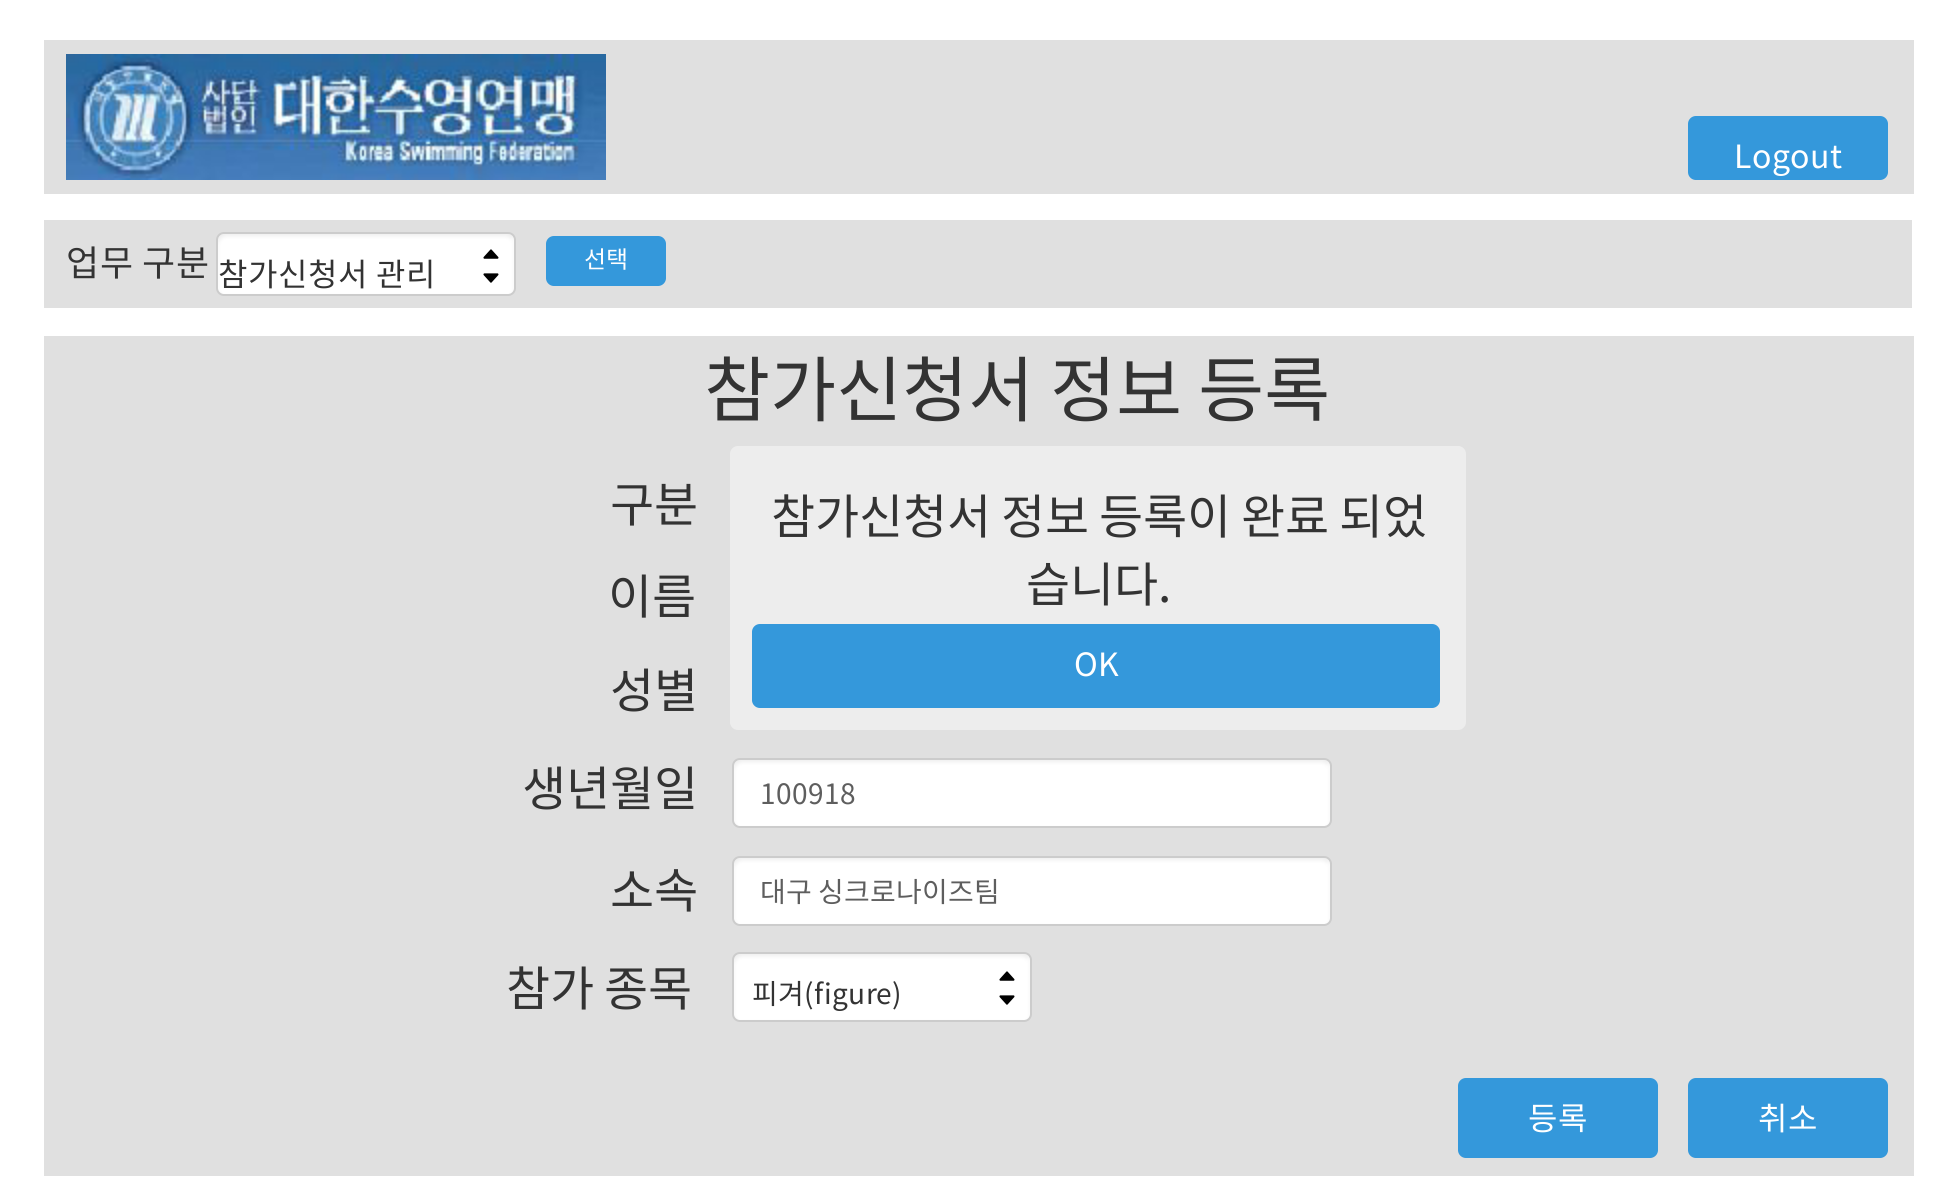 사단법인 대한수영연맹
Korea Swimming Federation
Logout
업무 구분 참가신청서 관리 선택
참가신청서 정보 등록
구분
참가신청서 정보 등록이 완료 되었
습니다.
이름
OK
성별
생년월일 100918
소속 대구 싱크로나이즈팀
참가 종목 피겨(figure)
등록 취소